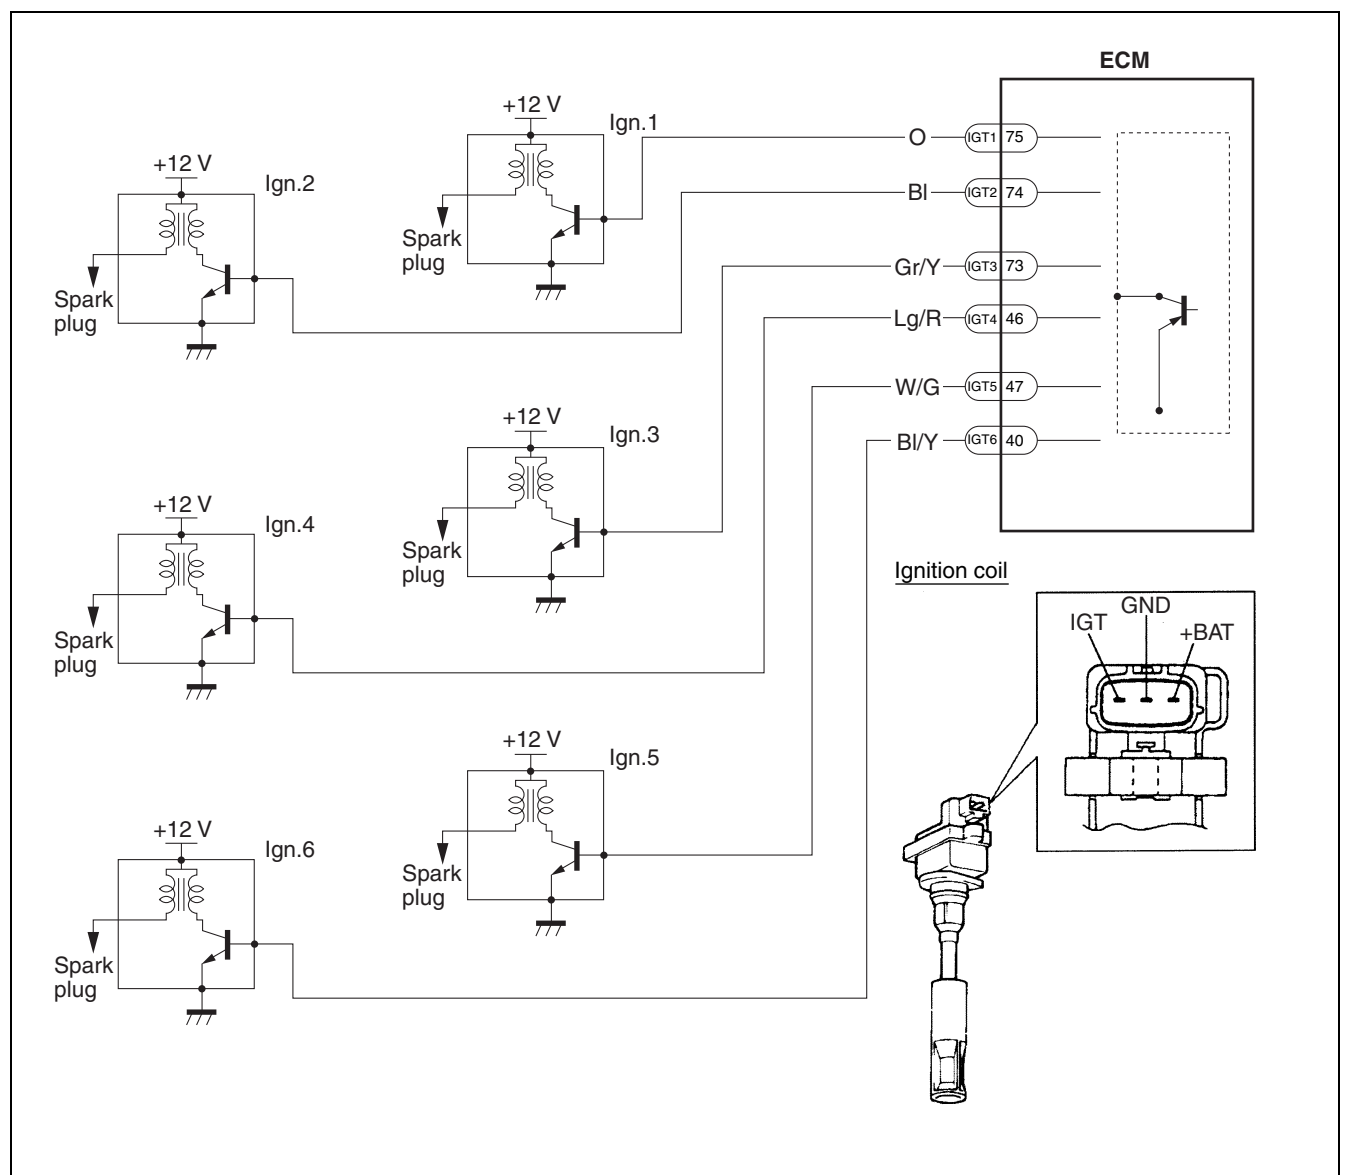 ECM
+12 V
Ign.1
O
IGT1
75
+12 V
Ign.2
Bl
IGT2
74
Spark
plug
Gr/Y
IGT3
73
Spark
plug
Lg/R
IGT4
46
W/G
IGT5
47
+12 V
Ign.3
Bl/Y
IGT6
40
+12 V
Ign.4
Spark
plug
Ignition coil
GND
IGT
+BAT
Spark
plug
+12 V
Ign.5
+12 V
Ign.6
Spark
plug
Spark
plug